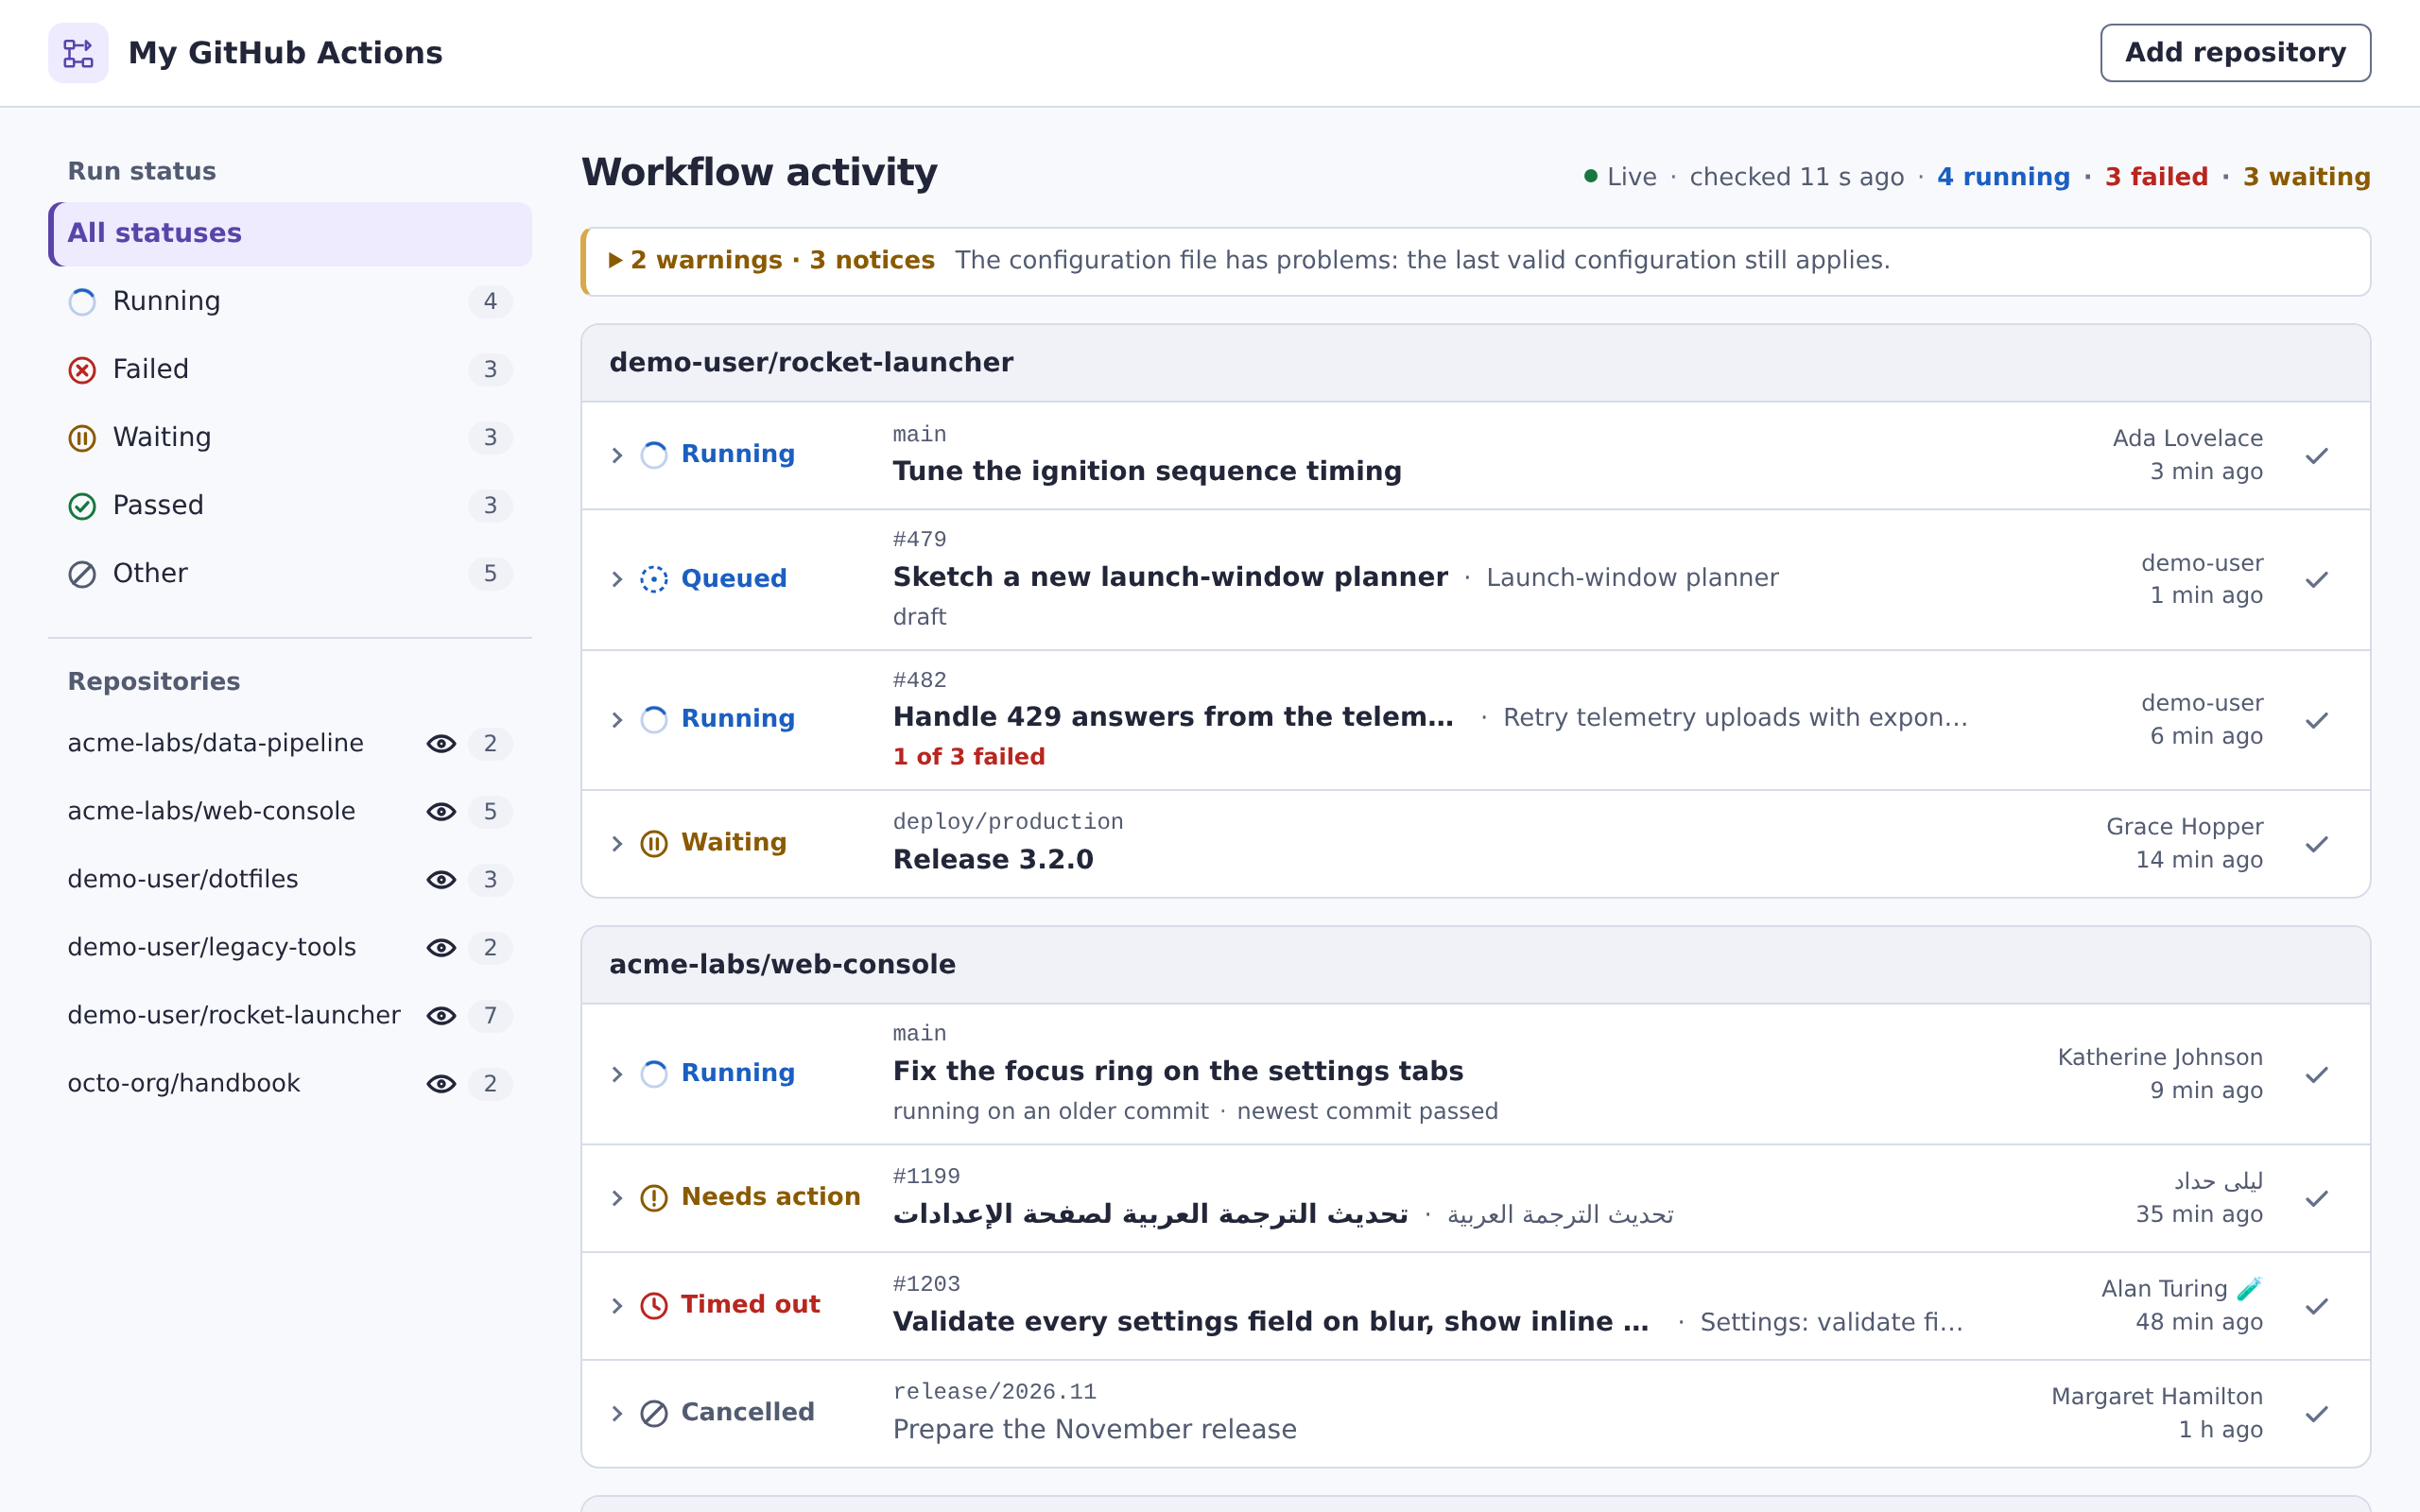 My GitHub Actions
Add repository
Run status
All statuses
Running 4
Failed 3
Waiting 3
Passed 3
Other 5
Repositories
acme-labs/data-pipeline 2
acme-labs/web-console 5
demo-user/dotfiles 3
demo-user/legacy-tools 2
demo-user/rocket-launcher 7
octo-org/handbook 2
Workflow activity
Live · checked 11 s ago · 4 running · 3 failed · 3 waiting
2 warnings · 3 notices The configuration file has problems: the last valid configuration still applies.
demo-user/rocket-launcher
Running
main
Tune the ignition sequence timing
Ada Lovelace
3 min ago
Queued
#479
Sketch a new launch-window planner · Launch-window planner
draft
demo-user
1 min ago
Running
#482
Handle 429 answers from the telem… · Retry telemetry uploads with expon…
1 of 3 failed
demo-user
6 min ago
Waiting
deploy/production
Release 3.2.0
Grace Hopper
14 min ago
acme-labs/web-console
Running
main
Fix the focus ring on the settings tabs
running on an older commit · newest commit passed
Katherine Johnson
9 min ago
Needs action
#1199
تحديث الترجمة العربية لصفحة الإعدادات · تحديث الترجمة العربية
ليلى حداد
35 min ago
Timed out
#1203
Validate every settings field on blur, show inline … · Settings: validate fi…
Alan Turing 🧪
48 min ago
Cancelled
release/2026.11
Prepare the November release
Margaret Hamilton
1 h ago